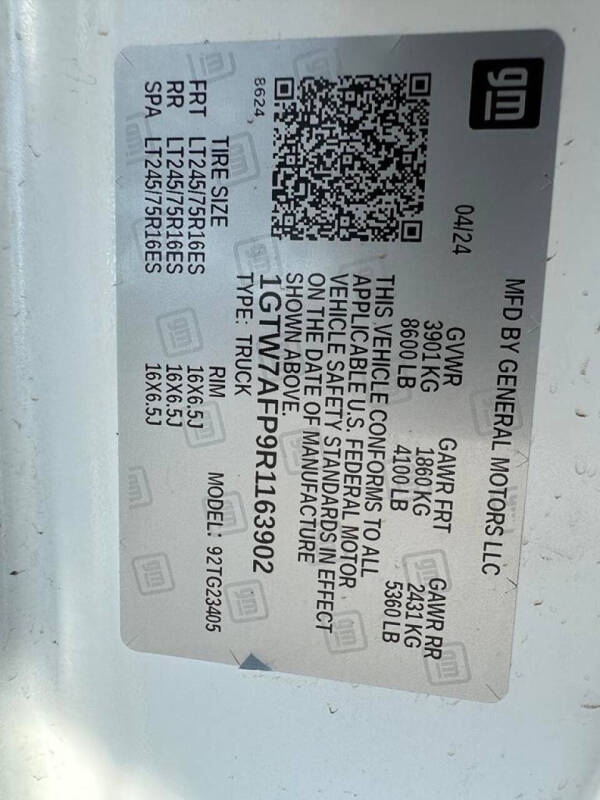 gm
MFD BY GENERAL MOTORS LLC
04/24
GVWR GAWR FRT GAWR RR
3901 KG 1860 KG 2431 KG
8600 LB 4100 LB 5360 LB
THIS VEHICLE CONFORMS TO ALL
APPLICABLE U.S. FEDERAL MOTOR
VEHICLE SAFETY STANDARDS IN EFFECT
ON THE DATE OF MANUFACTURE
SHOWN ABOVE.
8624
1GTW7AFP9R1163902
TYPE: TRUCK MODEL: 92TG23405
TIRE SIZE RIM
FRT LT245/75R16ES 16X6.5J
RR LT245/75R16ES 16X6.5J
SPA LT245/75R16ES 16X6.5J